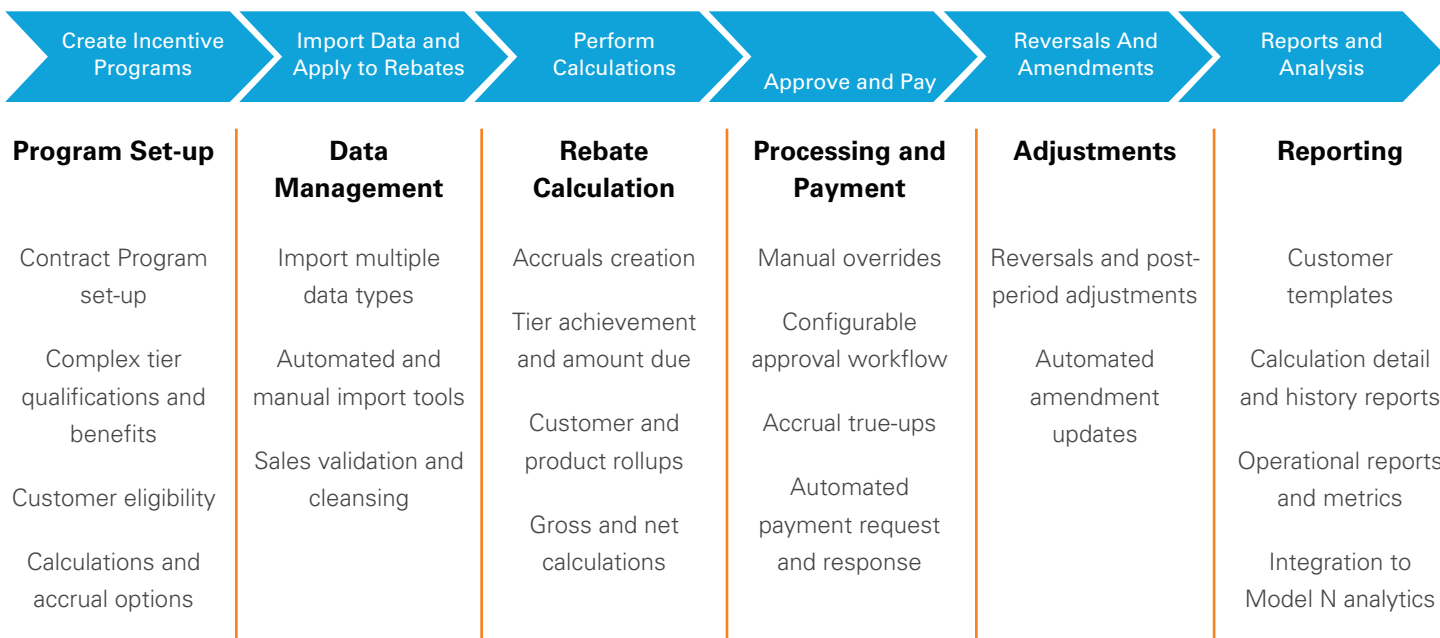 Create Incentive
Programs
Import Data and
Apply to Rebates
Perform
Calculations
Approve and Pay
Reversals And
Amendments
Reports and
Analysis
Program Set-up
Contract Program
set-up
Complex tier
qualifications and
benefits
Customer eligibility
Calculations and
accrual options
Data
Management
Import multiple
data types
Automated and
manual import tools
Sales validation and
cleansing
Rebate
Calculation
Accruals creation
Tier achievement
and amount due
Customer and
product rollups
Gross and net
calculations
Processing and
Payment
Manual overrides
Configurable
approval workflow
Accrual true-ups
Automated
payment request
and response
Adjustments
Reversals and post-
period adjustments
Automated
amendment
updates
Reporting
Customer
templates
Calculation detail
and history reports
Operational reports
and metrics
Integration to
Model N analytics